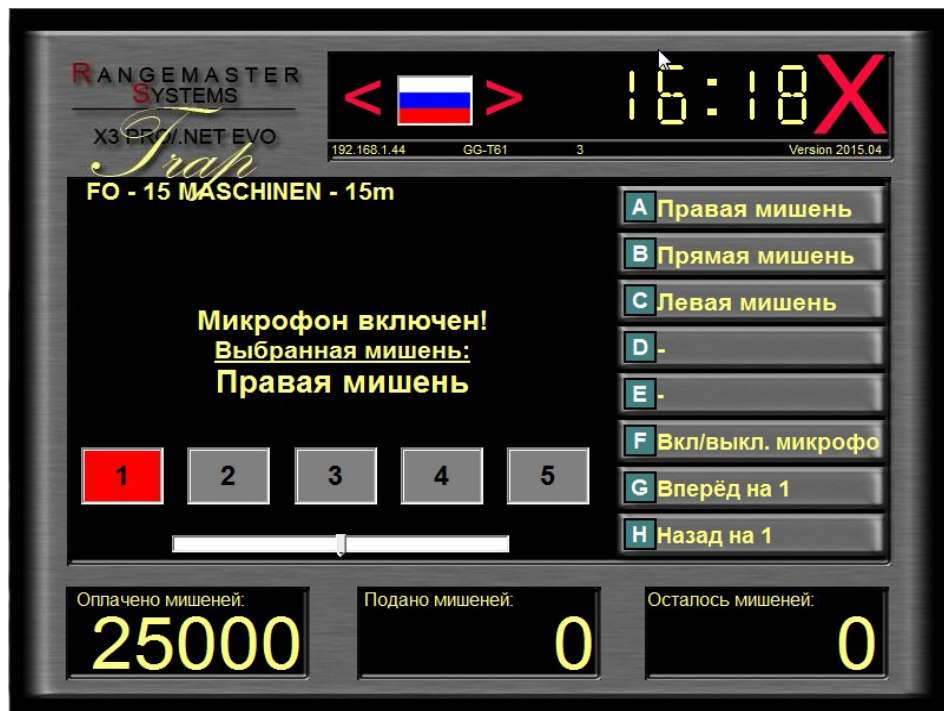 RANGEMASTER
SYSTEMS
X3 PRO/.NET EVO
Trap
< >
16:18
X
192.168.1.44 GG-T61 3 Version 2015.04
FO - 15 MASCHINEN - 15m
Микрофон включен!
Выбранная мишень:
Правая мишень
1 2 3 4 5
A Правая мишень
B Прямая мишень
C Левая мишень
D -
E -
F Вкл/выкл. микрофо
G Вперёд на 1
H Назад на 1
Оплачено мишеней:
25000
Подано мишеней:
0
Осталось мишеней:
0